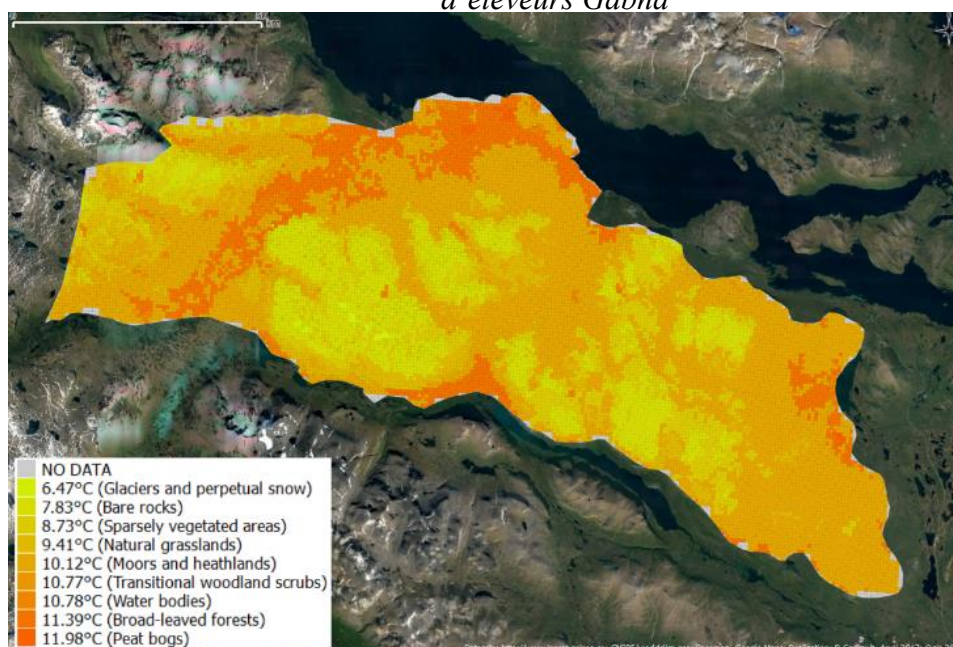 d'éleveurs Gabna
NO DATA
6.47°C (Glaciers and perpetual snow)
7.83°C (Bare rocks)
8.73°C (Sparsely vegetated areas)
9.41°C (Natural grasslands)
10.12°C (Moors and heathlands)
10.77°C (Transitional woodland scrubs)
10.78°C (Water bodies)
11.39°C (Broad-leaved forests)
11.98°C (Peat bogs)